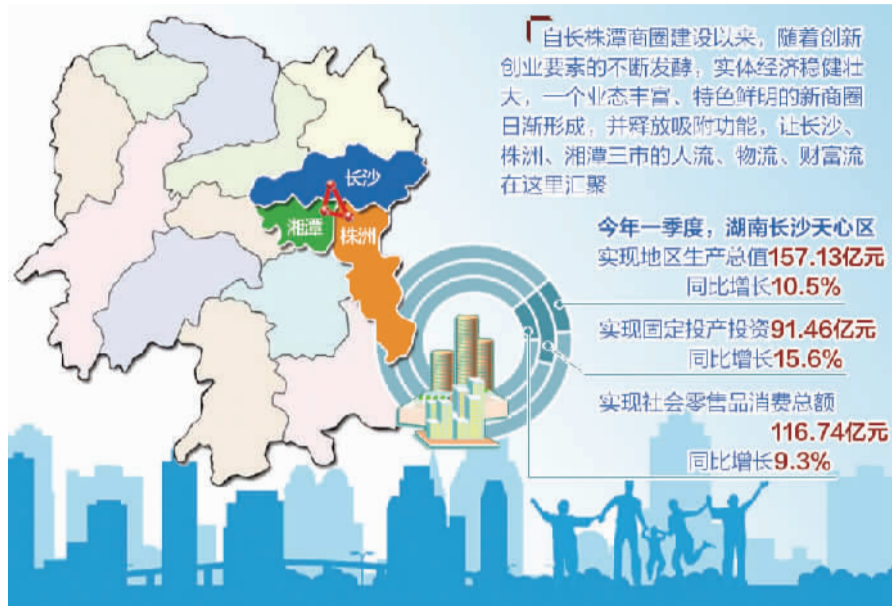 自长株潭商圈建设以来，随着创新
创业要素的不断发酵，实体经济稳健壮
大，一个业态丰富、特色鲜明的新商圈
日渐形成，并释放吸附功能，让长沙、
株洲、湘潭三市的人流、物流、财富流
在这里汇聚
长沙
湘潭
株洲
今年一季度，湖南长沙天心区
实现地区生产总值157.13亿元
同比增长10.5%
实现固定投产投资91.46亿元
同比增长15.6%
实现社会零售品消费总额
116.74亿元
同比增长9.3%